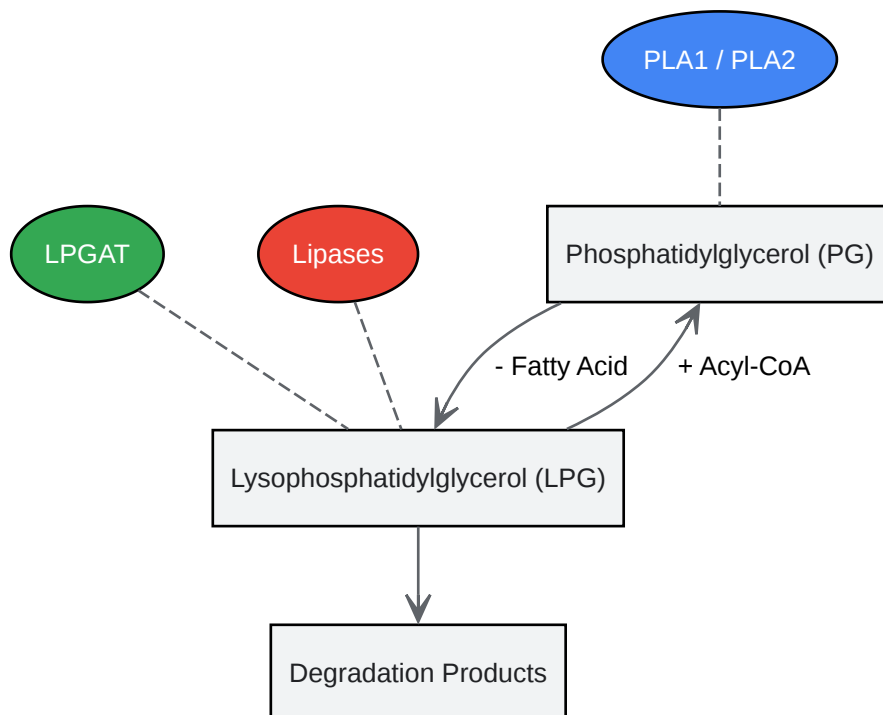 PLA1 / PLA2
LPGAT
Lipases
Phosphatidylglycerol (PG)
- Fatty Acid
+ Acyl-CoA
Lysophosphatidylglycerol (LPG)
Degradation Products